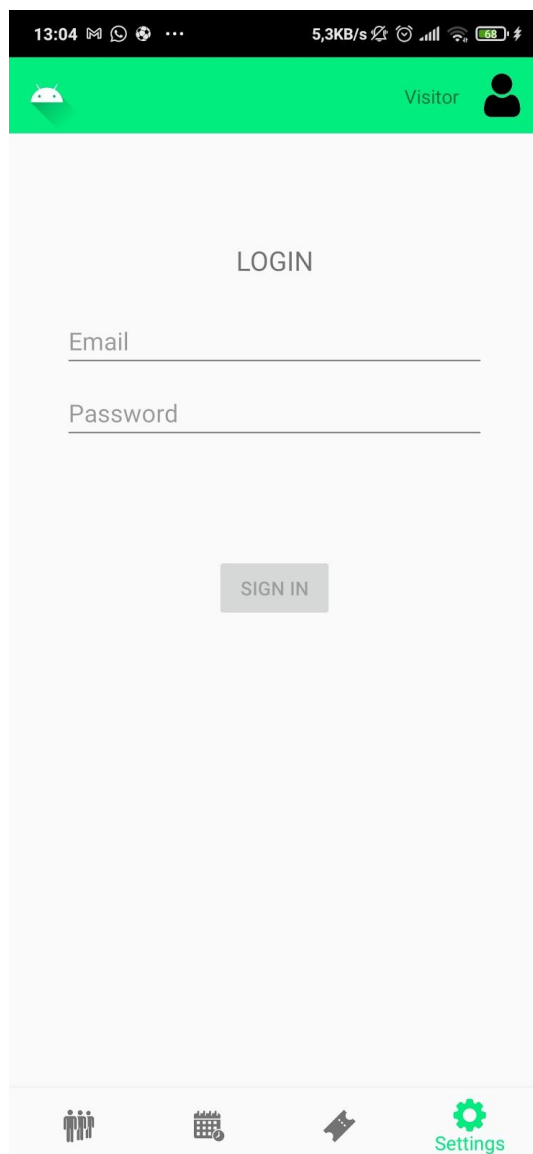 13:04 ... 5,3KB/s 68
Visitor
LOGIN
Email
Password
SIGN IN
Settings